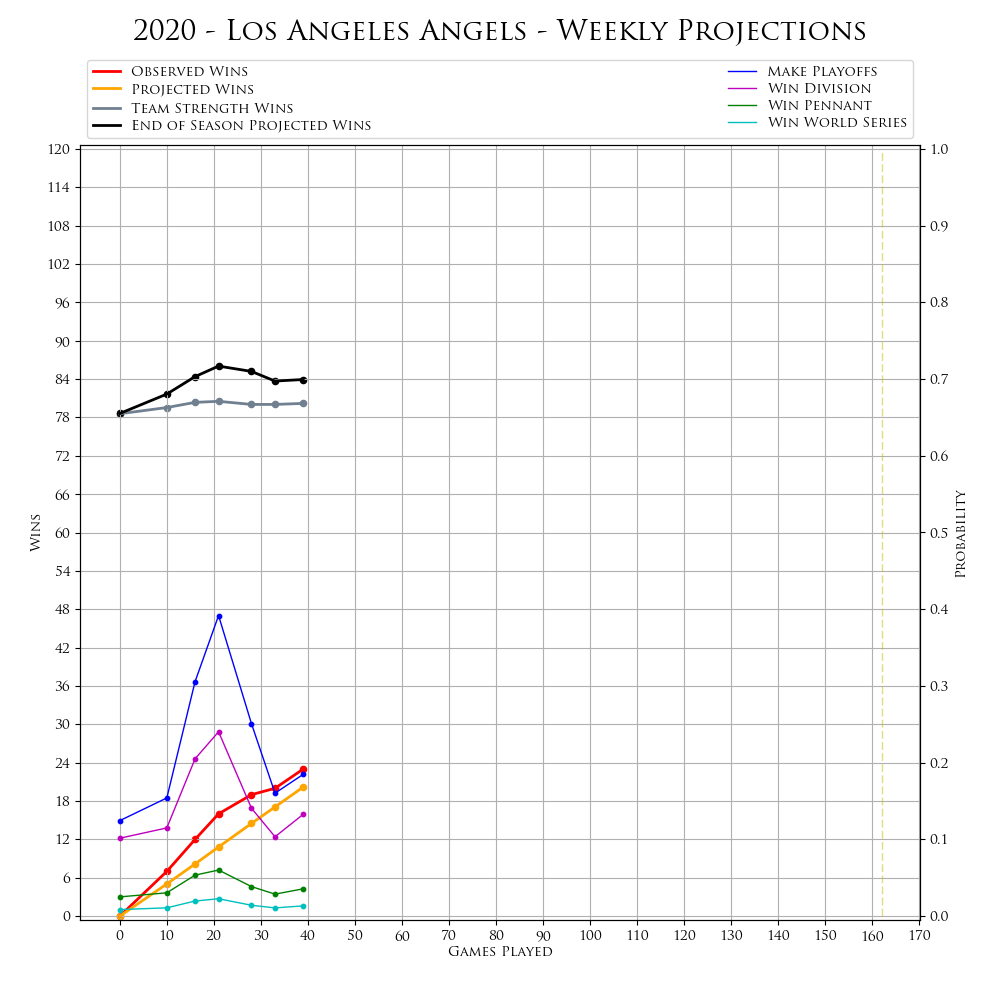 2020 - Los Angeles Angels - Weekly Projections
Observed Wins
Projected Wins
Team Strength Wins
End of Season Projected Wins
Make Playoffs
Win Division
Win Pennant
Win World Series
120
114
108
102
96
90
84
78
72
66
60
54
48
42
36
30
24
18
12
6
0
Wins
1.0
0.9
0.8
0.7
0.6
0.5
0.4
0.3
0.2
0.1
0.0
Probability
0 10 20 30 40 50 60 70 80 90 100 110 120 130 140 150 160 170
Games Played